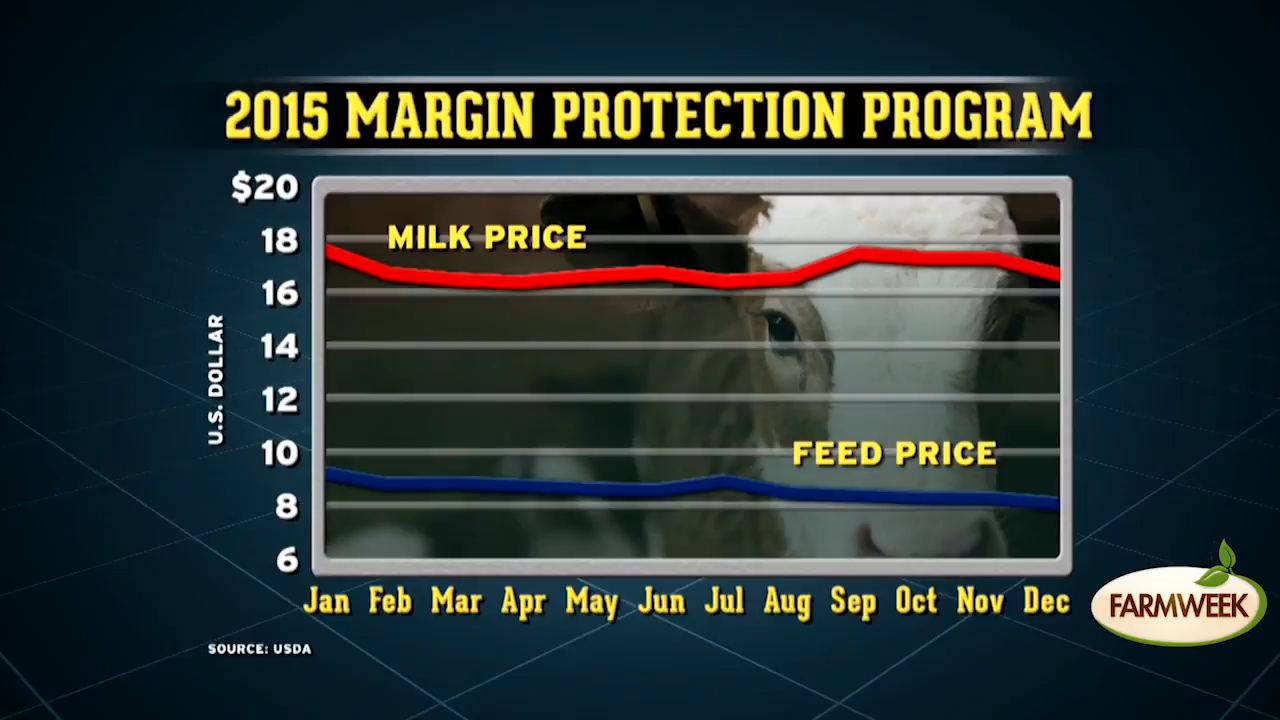 2015 MARGIN PROTECTION PROGRAM
$20
18
16
14
12
10
8
6
U.S. DOLLAR
MILK PRICE
FEED PRICE
Jan Feb Mar Apr May Jun Jul Aug Sep Oct Nov Dec
SOURCE: USDA
FARMWEEK